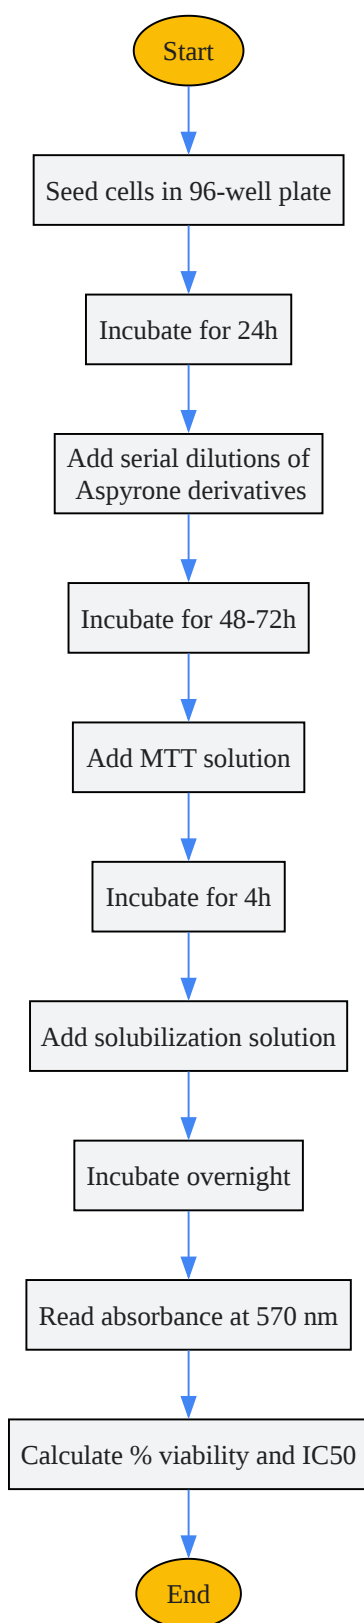 Start
Seed cells in 96-well plate
Incubate for 24h
Add serial dilutions of
Aspyrone derivatives
Incubate for 48-72h
Add MTT solution
Incubate for 4h
Add solubilization solution
Incubate overnight
Read absorbance at 570 nm
Calculate % viability and IC50
End